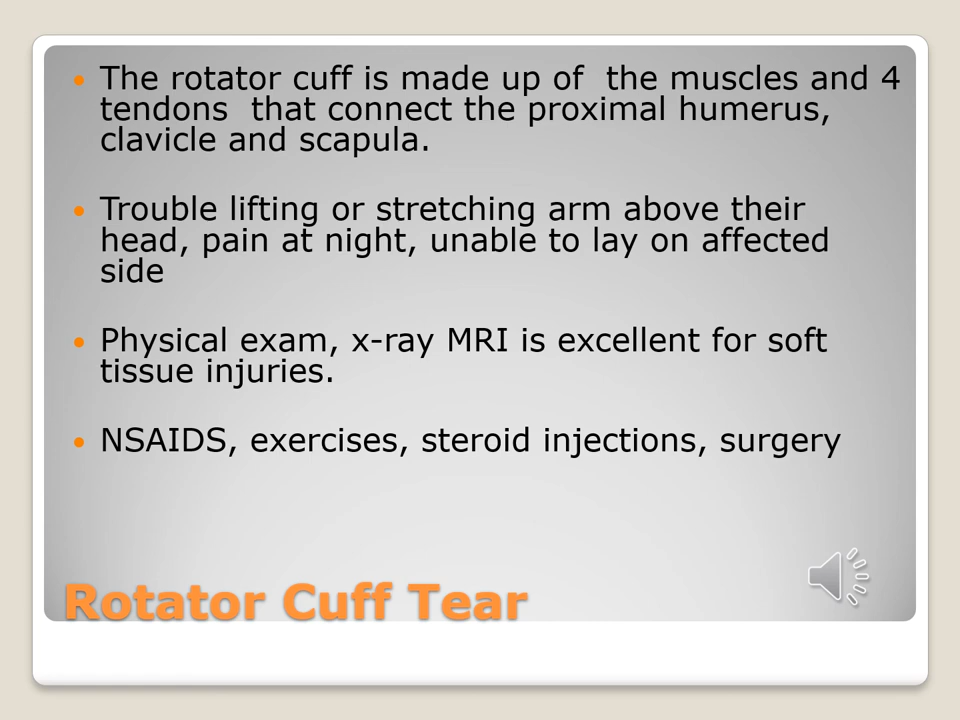 The rotator cuff is made up of  the muscles and 4
tendons  that connect the proximal humerus,
clavicle and scapula.
Trouble lifting or stretching arm above their
head, pain at night, unable to lay on affected
side
Physical exam, x-ray MRI is excellent for soft
tissue injuries.
NSAIDS, exercises, steroid injections, surgery
Rotator Cuff Tear